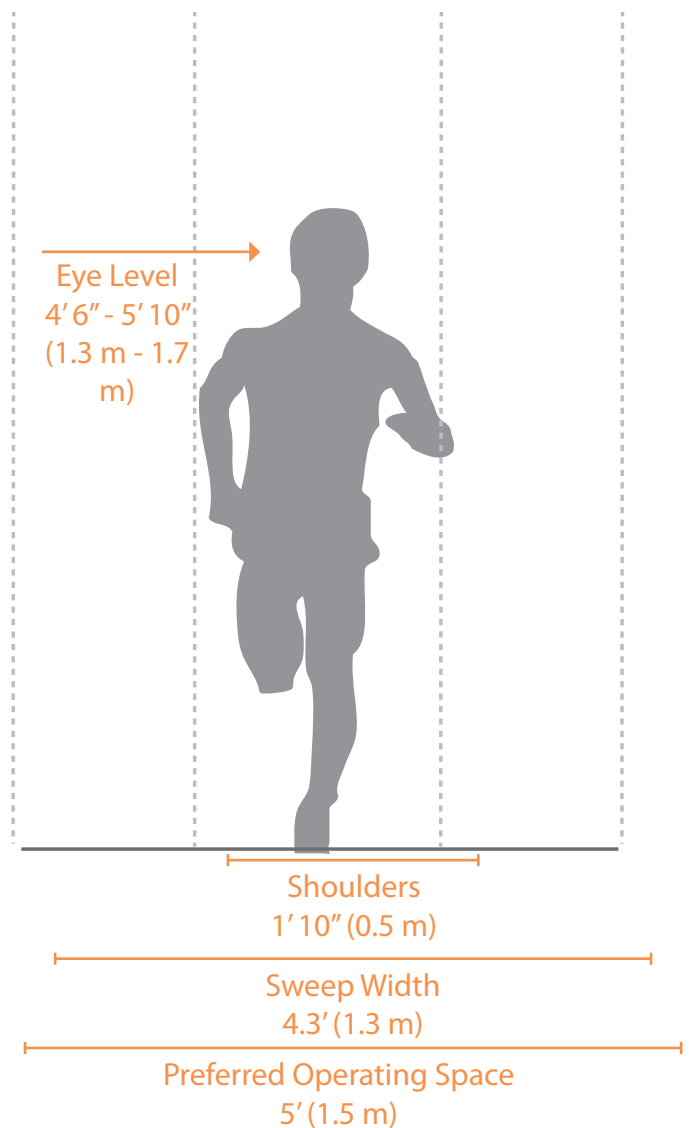 Eye Level
4’ 6” - 5’ 10”
(1.3 m - 1.7
m)
Shoulders
1’ 10” (0.5 m)
Sweep Width
4.3’ (1.3 m)
Preferred Operating Space
5’ (1.5 m)